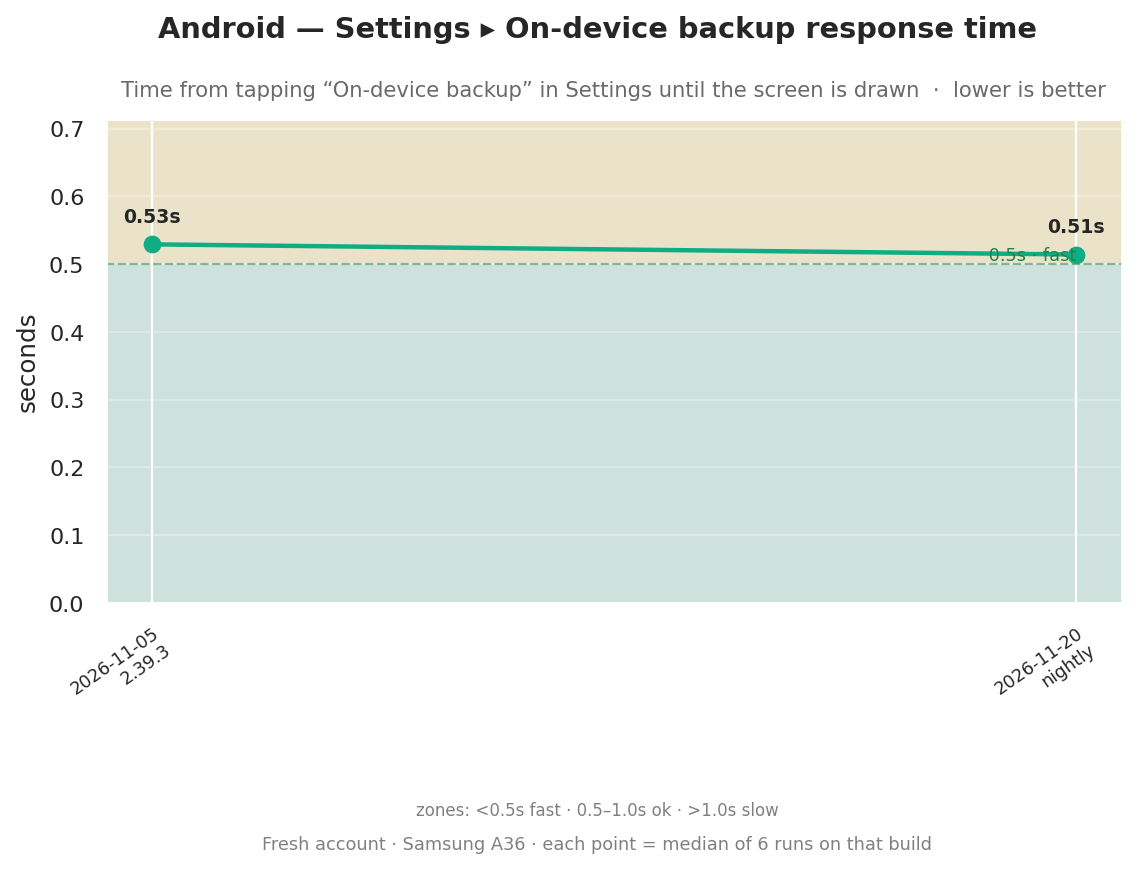 Android — Settings ▸ On-device backup response time
Time from tapping “On-device backup” in Settings until the screen is drawn · lower is better
0.7
0.6
0.5
0.4
0.3
0.2
0.1
0.0
seconds
0.53s
0.51s
0.5s · fast
2026-11-05
2.39.3
2026-11-20
nightly
zones: <0.5s fast · 0.5–1.0s ok · >1.0s slow
Fresh account · Samsung A36 · each point = median of 6 runs on that build